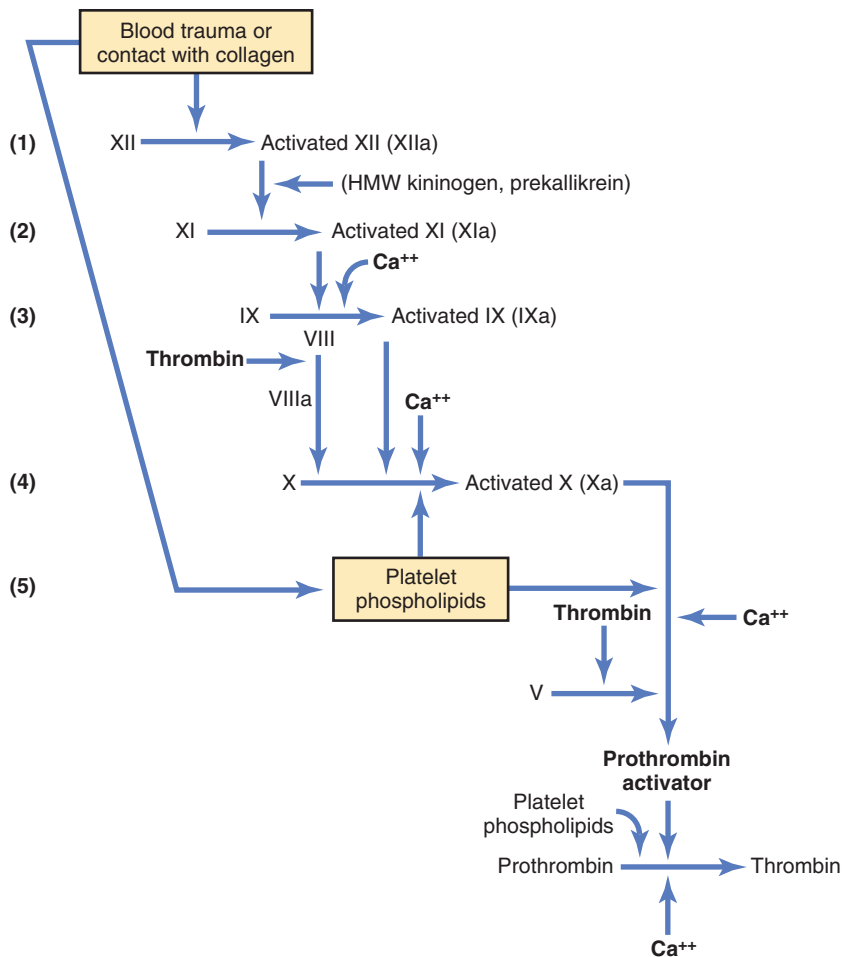 Blood trauma or
contact with collagen
(1) XII Activated XII (XIIa)
(HMW kininogen, prekallikrein)
(2) XI Activated XI (XIa)
Ca++
(3) IX Activated IX (IXa)
VIII
Thrombin
VIIIa Ca++
(4) X Activated X (Xa)
(5) Platelet
phospholipids
Thrombin Ca++
V
Prothrombin
activator
Platelet
phospholipids
Prothrombin Thrombin
Ca++